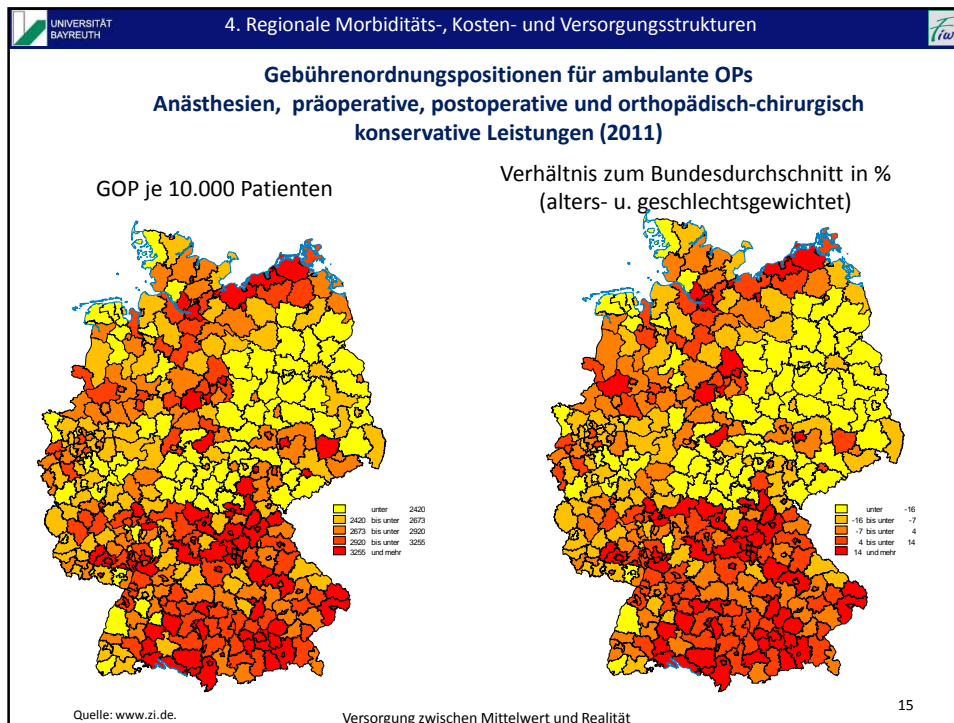 UNIVERSITÄT
BAYREUTH
4. Regionale Morbiditäts-, Kosten- und Versorgungsstrukturen
Fiwi
Gebührenordnungspositionen für ambulante OPs
Anästhesien, präoperative, postoperative und orthopädisch-chirurgisch
konservative Leistungen (2011)
GOP je 10.000 Patienten
Verhältnis zum Bundesdurchschnitt in %
(alters- u. geschlechtsgewichtet)
unter 2420
2420 bis unter 2673
2673 bis unter 2920
2920 bis unter 3255
3255 und mehr
unter -16
-16 bis unter -7
-7 bis unter 4
4 bis unter 14
14 und mehr
Quelle: www.zi.de.
Versorgung zwischen Mittelwert und Realität
15